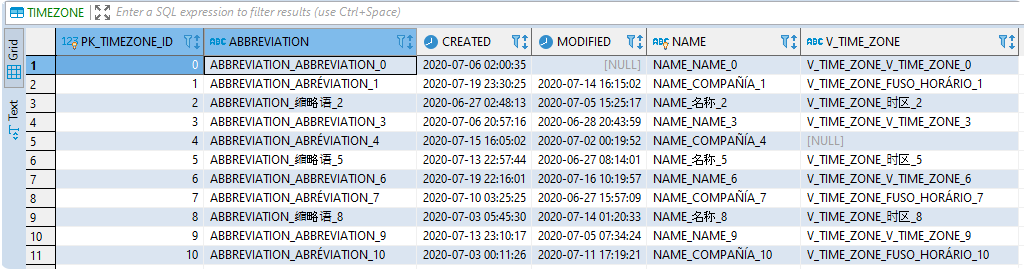 TIMEZONE Enter a SQL expression to filter results (use Ctrl+Space)
Grid
Text
123 PK_TIMEZONE_ID ABC ABBREVIATION CREATED MODIFIED ABC NAME ABC V_TIME_ZONE
1 0 ABBREVIATION_ABBREVIATION_0 2020-07-06 02:00:35 [NULL] NAME_NAME_0 V_TIME_ZONE_V_TIME_ZONE_0
2 1 ABBREVIATION_ABRÉVIATION_1 2020-07-19 23:30:25 2020-07-14 16:15:02 NAME_COMPAÑÍA_1 V_TIME_ZONE_FUSO_HORÁRIO_1
3 2 ABBREVIATION_缩略语_2 2020-06-27 02:48:13 2020-07-05 15:25:17 NAME_名称_2 V_TIME_ZONE_时区_2
4 3 ABBREVIATION_ABBREVIATION_3 2020-07-06 20:57:16 2020-06-28 20:43:59 NAME_NAME_3 V_TIME_ZONE_V_TIME_ZONE_3
5 4 ABBREVIATION_ABRÉVIATION_4 2020-07-15 16:05:02 2020-07-02 00:19:52 NAME_COMPAÑÍA_4 [NULL]
6 5 ABBREVIATION_缩略语_5 2020-07-13 22:57:44 2020-06-27 08:14:01 NAME_名称_5 V_TIME_ZONE_时区_5
7 6 ABBREVIATION_ABBREVIATION_6 2020-07-19 22:16:01 2020-07-16 10:19:57 NAME_NAME_6 V_TIME_ZONE_V_TIME_ZONE_6
8 7 ABBREVIATION_ABRÉVIATION_7 2020-07-10 03:25:25 2020-06-27 15:57:09 NAME_COMPAÑÍA_7 V_TIME_ZONE_FUSO_HORÁRIO_7
9 8 ABBREVIATION_缩略语_8 2020-07-03 05:45:30 2020-07-14 01:20:33 NAME_名称_8 V_TIME_ZONE_时区_8
10 9 ABBREVIATION_ABBREVIATION_9 2020-07-13 23:10:17 2020-07-05 07:34:24 NAME_NAME_9 V_TIME_ZONE_V_TIME_ZONE_9
11 10 ABBREVIATION_ABRÉVIATION_10 2020-07-03 00:11:26 2020-07-11 17:19:21 NAME_COMPAÑÍA_10 V_TIME_ZONE_FUSO_HORÁRIO_10